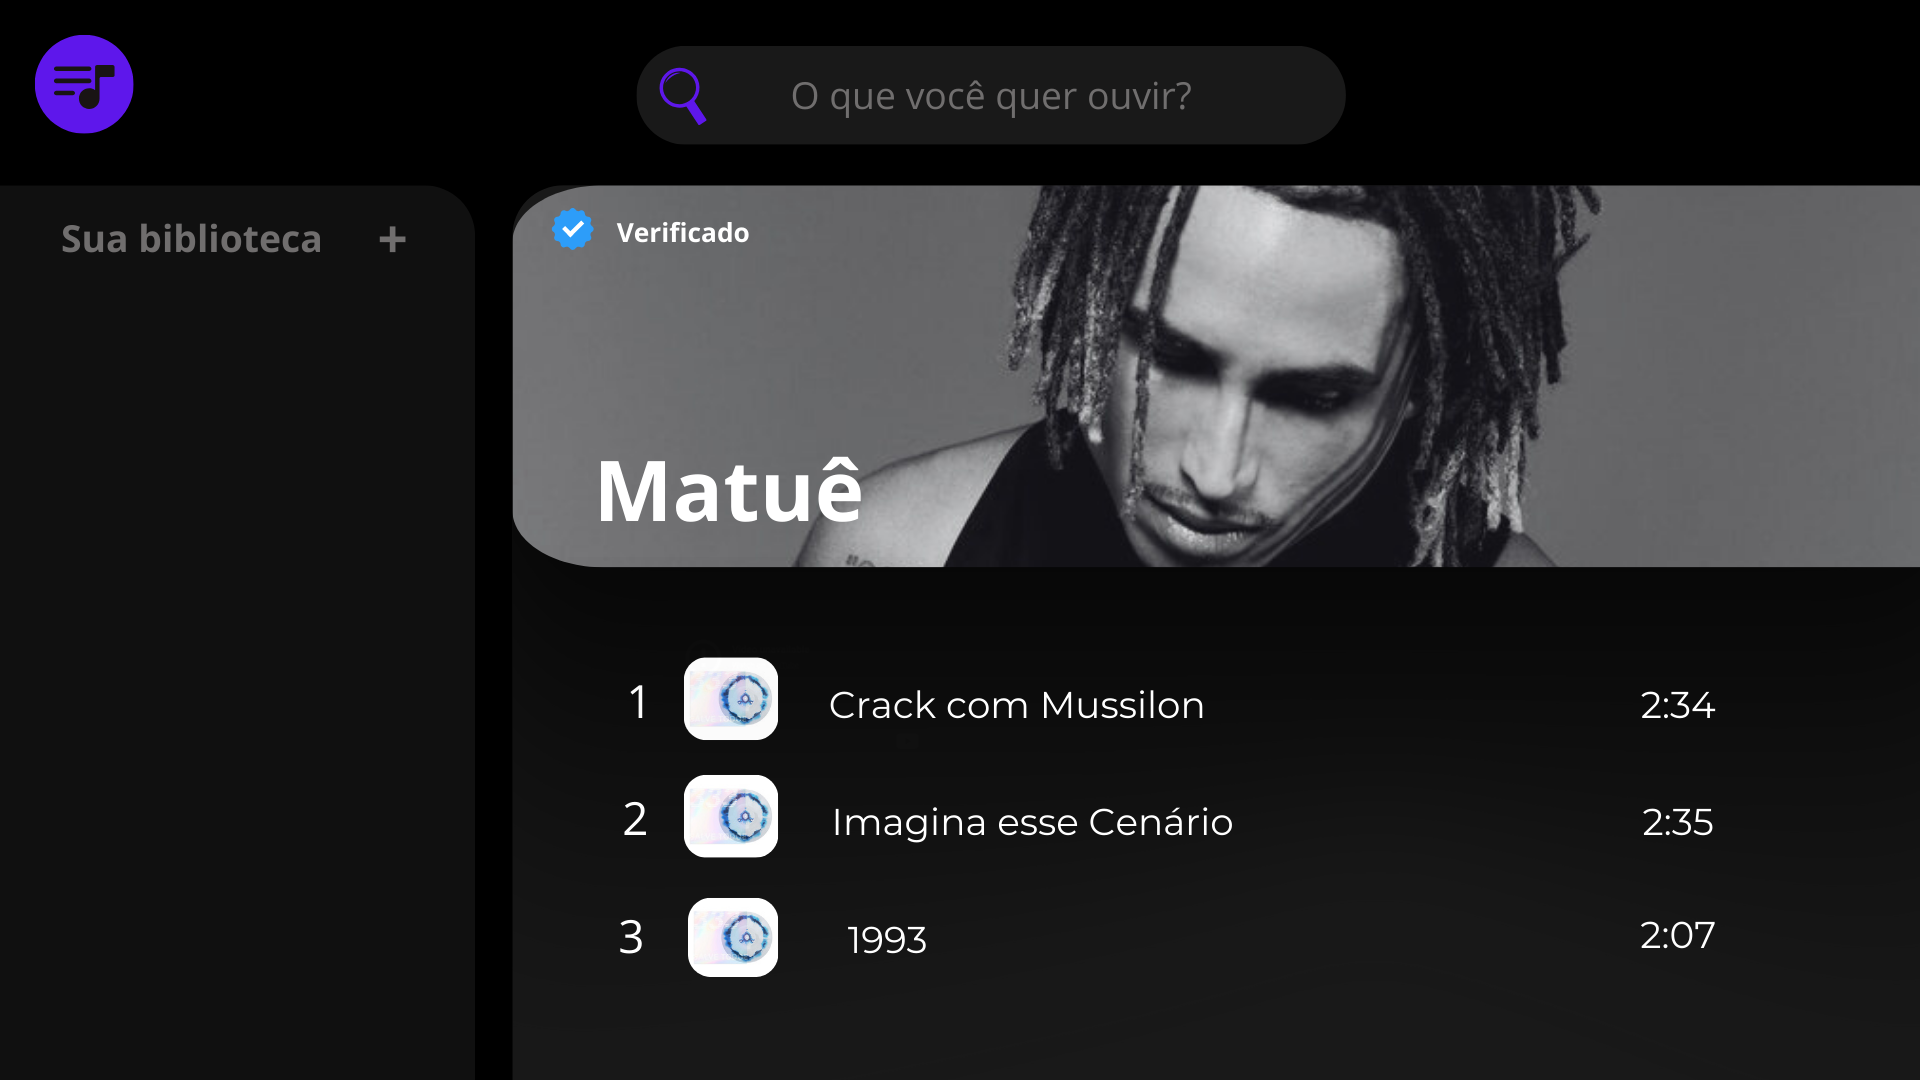 O que você quer ouvir?
Sua biblioteca +
Verificado
Matuê
1 Crack com Mussilon 2:34
2 Imagina esse Cenário 2:35
3 1993 2:07